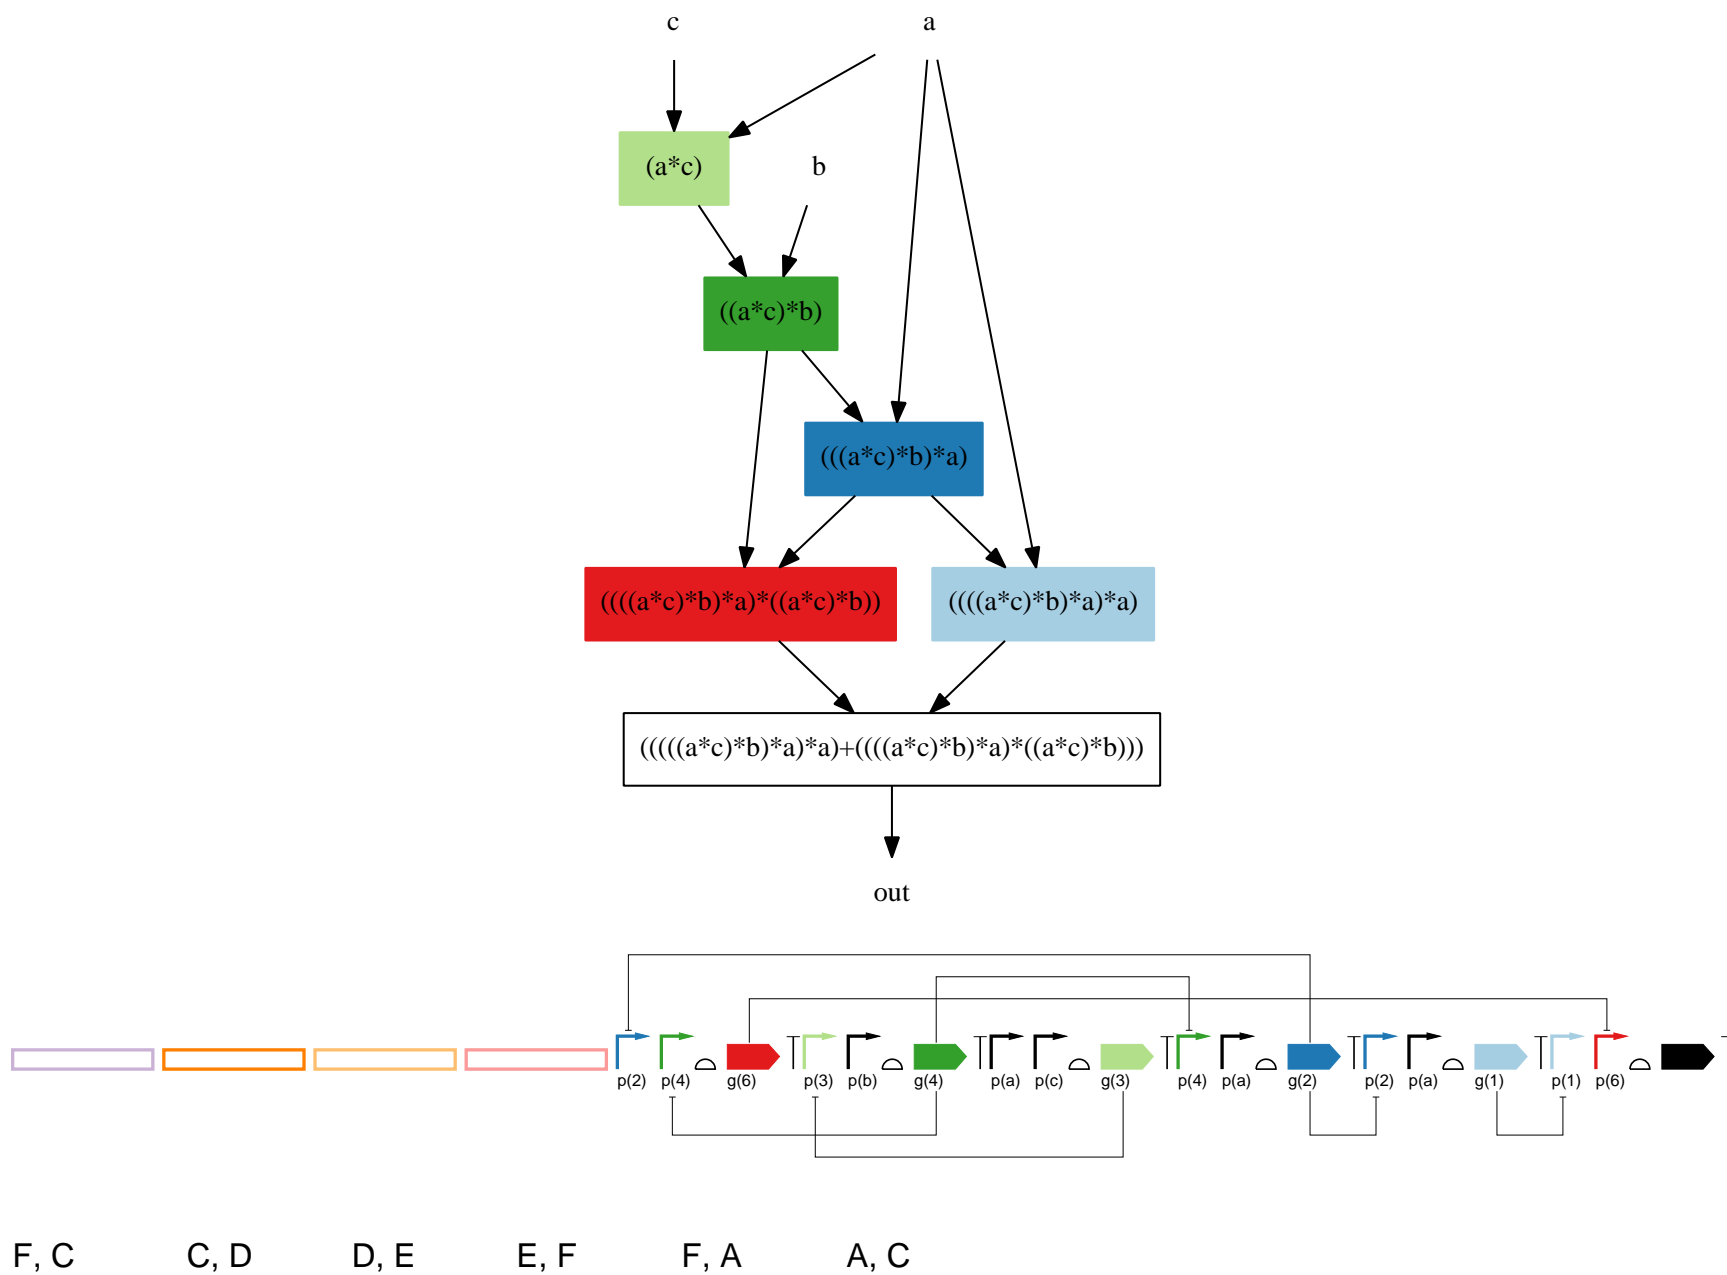 c a
(a*c) b
((a*c)*b)
(((a*c)*b)*a)
((((a*c)*b)*a)*((a*c)*b)) ((((a*c)*b)*a)*a)
(((((a*c)*b)*a)*a)+((((a*c)*b)*a)*((a*c)*b)))
out
p(2) p(4) g(6) p(3) p(b) g(4) p(a) p(c) g(3) p(4) p(a) g(2) p(2) p(a) g(1) p(1) p(6)
F, C C, D D, E E, F F, A A, C